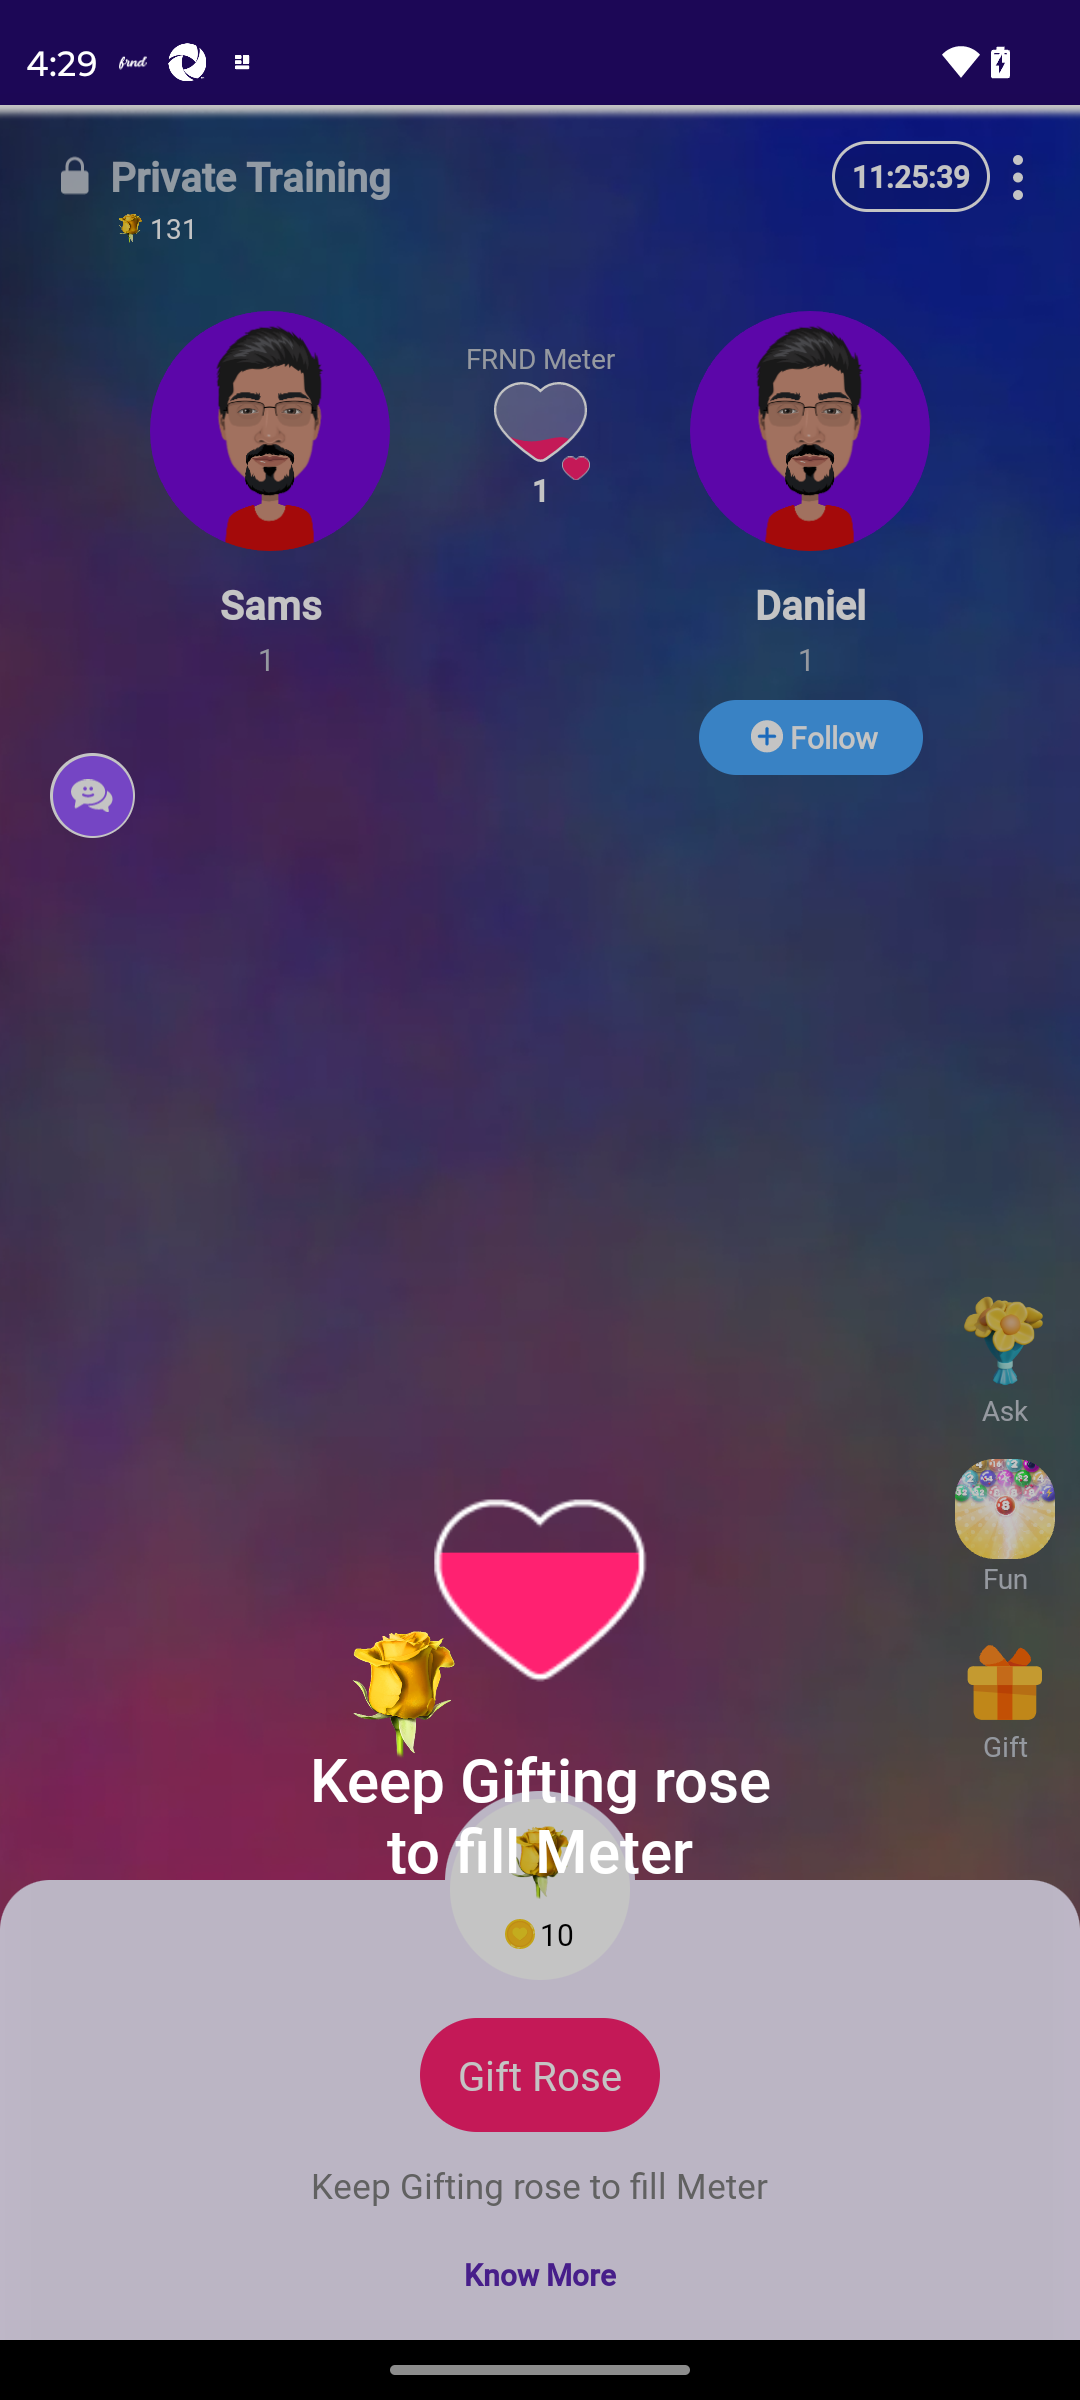 4:29 frnd
Private Training
11:25:39
131
FRND Meter
1
Sams
1
Daniel
1
Follow
Ask
Fun
Gift
Keep Gifting rose
to fill Meter
10
Gift Rose
Keep Gifting rose to fill Meter
Know More